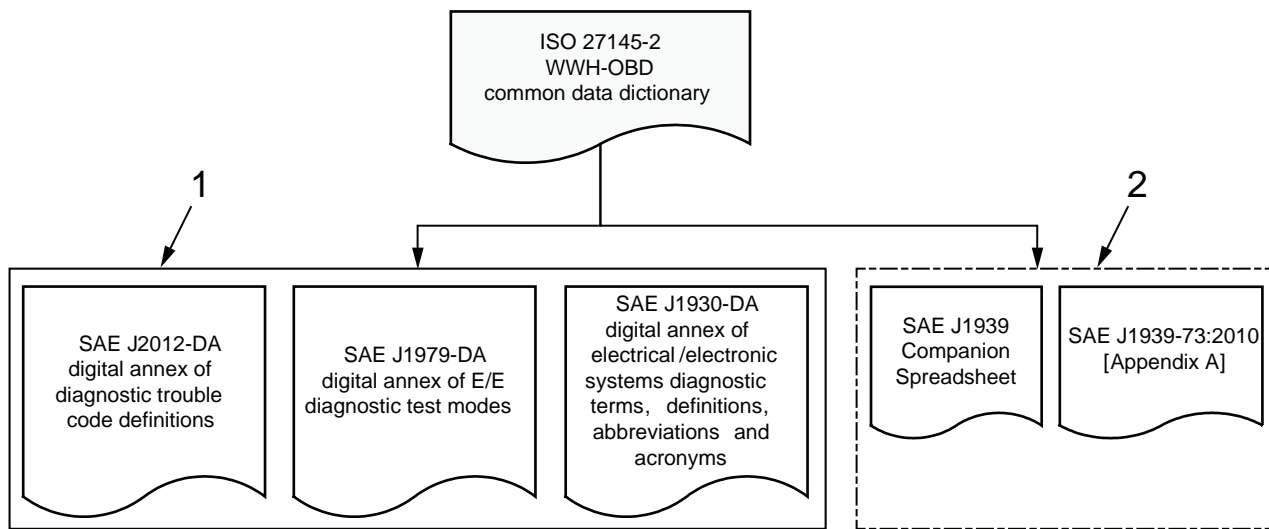 ISO 27145-2
WWH-OBD
common data dictionary
1
2
SAE J2012-DA
digital annex of
diagnostic trouble
code definitions
SAE J1979-DA
digital annex of E/E
diagnostic test modes
SAE J1930-DA
digital annex of
electrical/electronic
systems diagnostic
terms, definitions,
abbreviations and
acronyms
SAE J1939
Companion
Spreadsheet
SAE J1939-73:2010
[Appendix A]